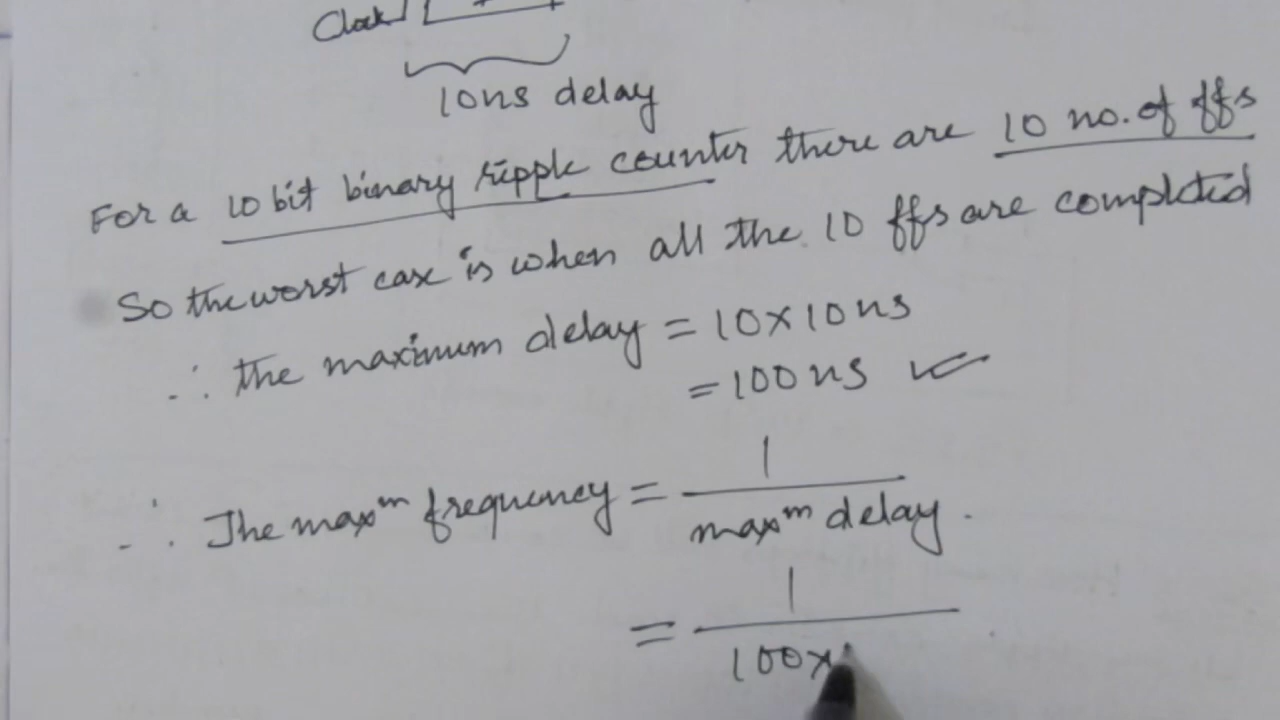 Clock
10ns delay
For a 10 bit binary ripple counter there are 10 no. of ffs
So the worst case is when all the 10 ffs are completed
∴ the maximum delay = 10×10ns
= 100ns ✓
∴ The maxᵐ frequency = 1
maxᵐ delay.
= 1
100×